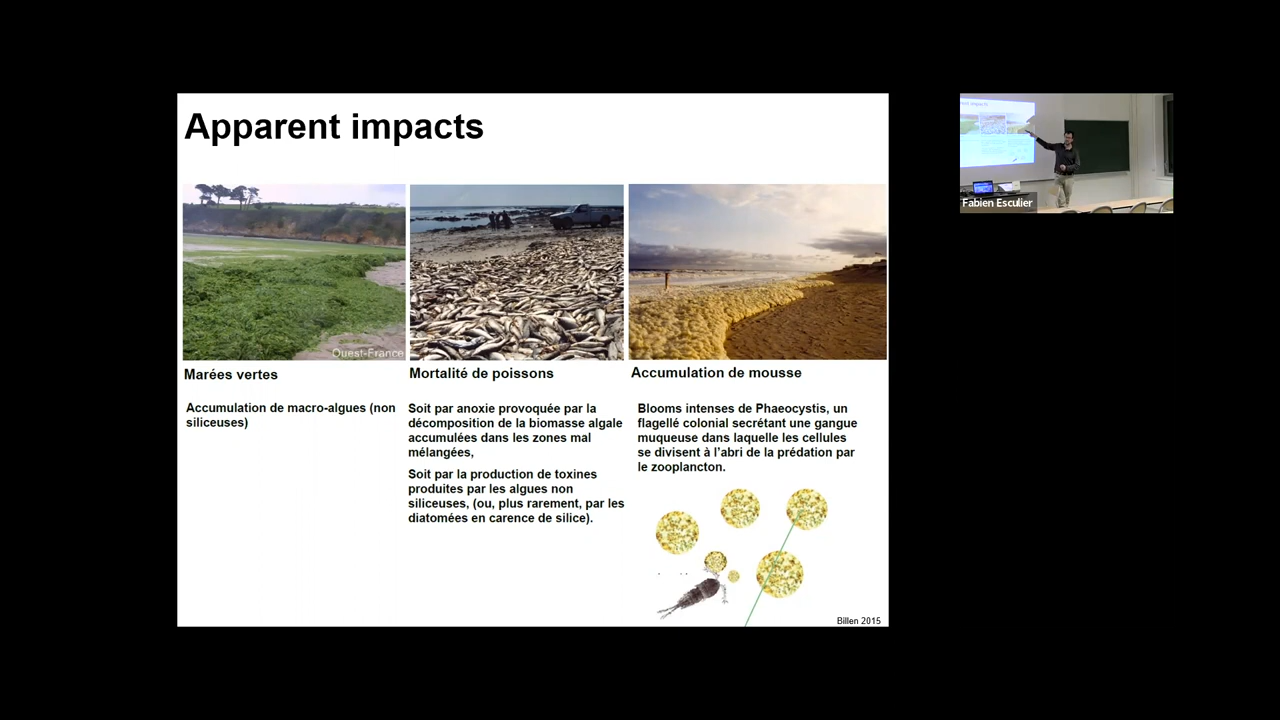 Apparent impacts
Ouest-France
Marées vertes
Accumulation de macro-algues (non
siliceuses)
Mortalité de poissons
Soit par anoxie provoquée par la
décomposition de la biomasse algale
accumulées dans les zones mal
mélangées,
Soit par la production de toxines
produites par les algues non
siliceuses, (ou, plus rarement, par les
diatomées en carence de silice).
Accumulation de mousse
Blooms intenses de Phaeocystis, un
flagellé colonial secrétant une gangue
muqueuse dans laquelle les cellules
se divisent à l'abri de la prédation par
le zooplancton.
Billen 2015
Fabien Esculier